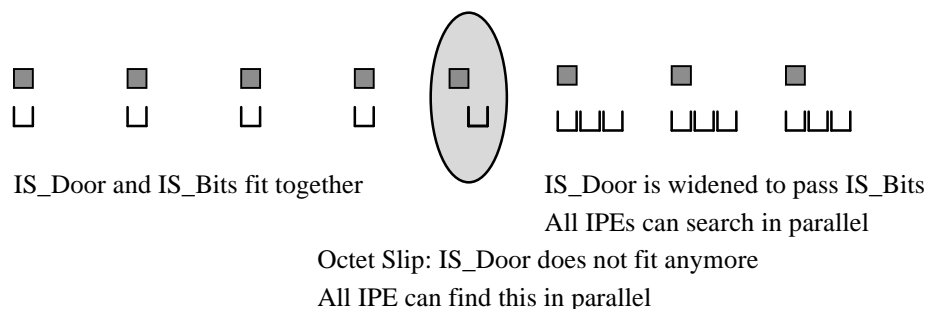 IS_Door and IS_Bits fit together
IS_Door is widened to pass IS_Bits
All IPEs can search in parallel
Octet Slip: IS_Door does not fit anymore
All IPE can find this in parallel